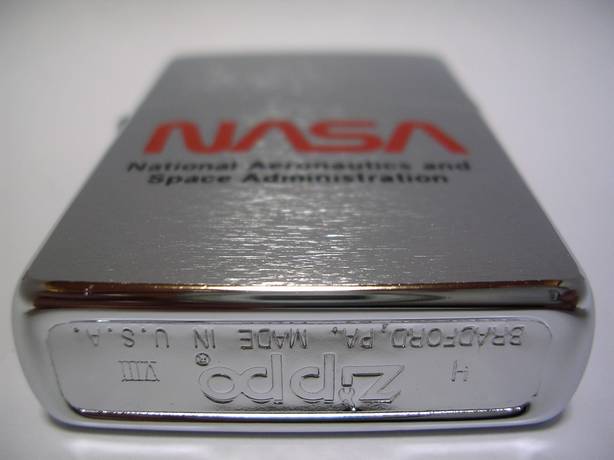 NASA
National Aeronautics and
Space Administration
H zippo® VIII
BRADFORD,PA. MADE IN U.S.A.